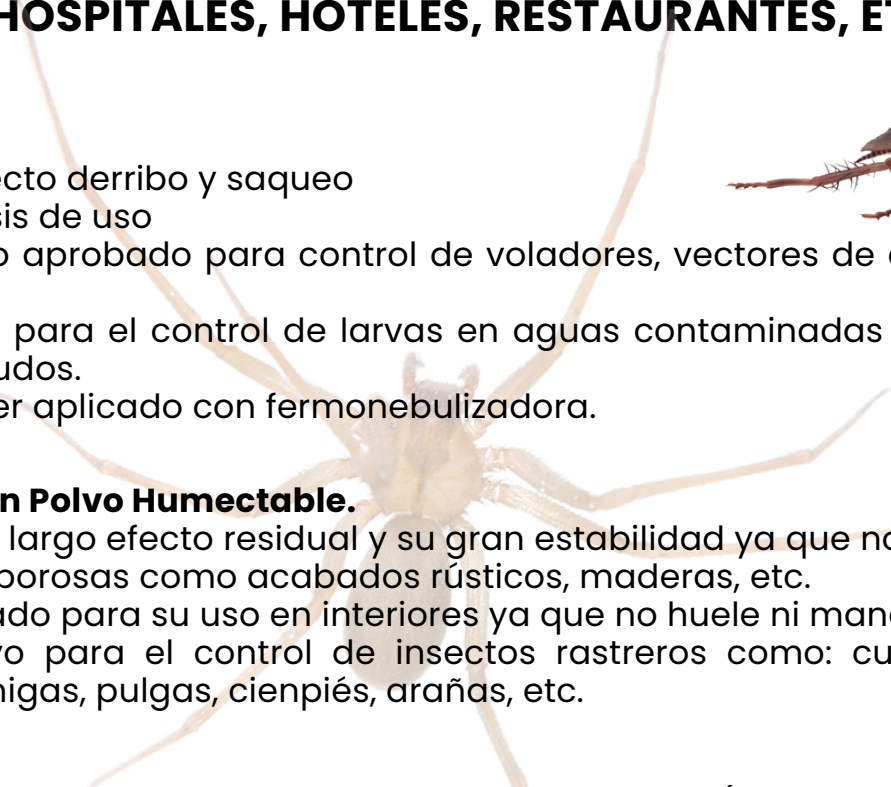 HOSPITALES, HOTELES, RESTAURANTES, E
cto derribo y saqueo
sis de uso
o aprobado para control de voladores, vectores de
para el control de larvas en aguas contaminadas
udos.
er aplicado con fermonebulizadora.
n Polvo Humectable.
largo efecto residual y su gran estabilidad ya que no
porosas como acabados rústicos, maderas, etc.
ado para su uso en interiores ya que no huele ni man
vo para el control de insectos rastreros como: cu
igas, pulgas, cienpiés, arañas, etc.